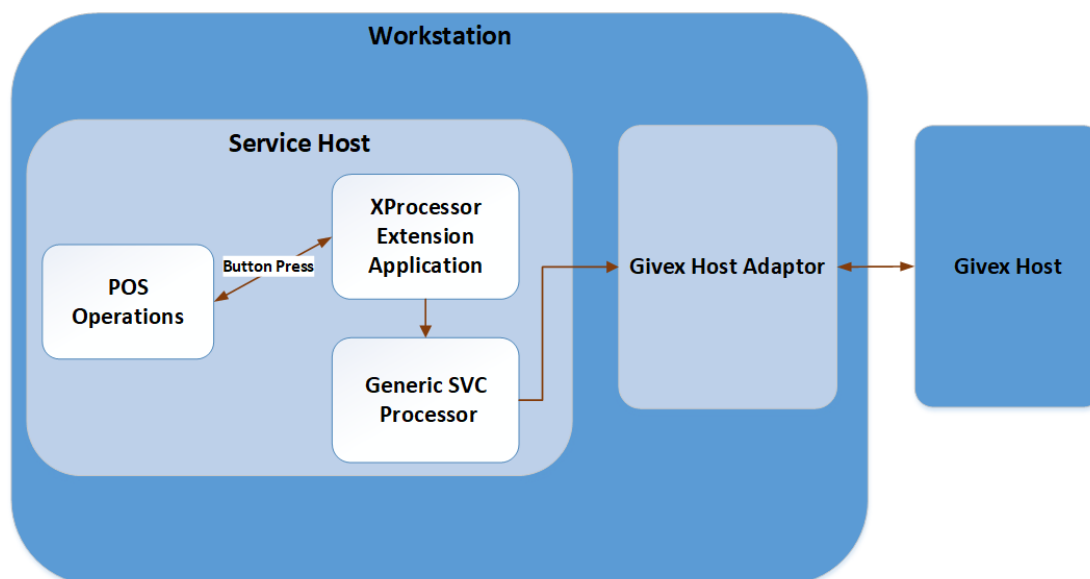 Workstation
Service Host
XProcessor
Extension
Application
Button Press
POS
Operations
Generic SVC
Processor
Givex Host Adaptor
Givex Host